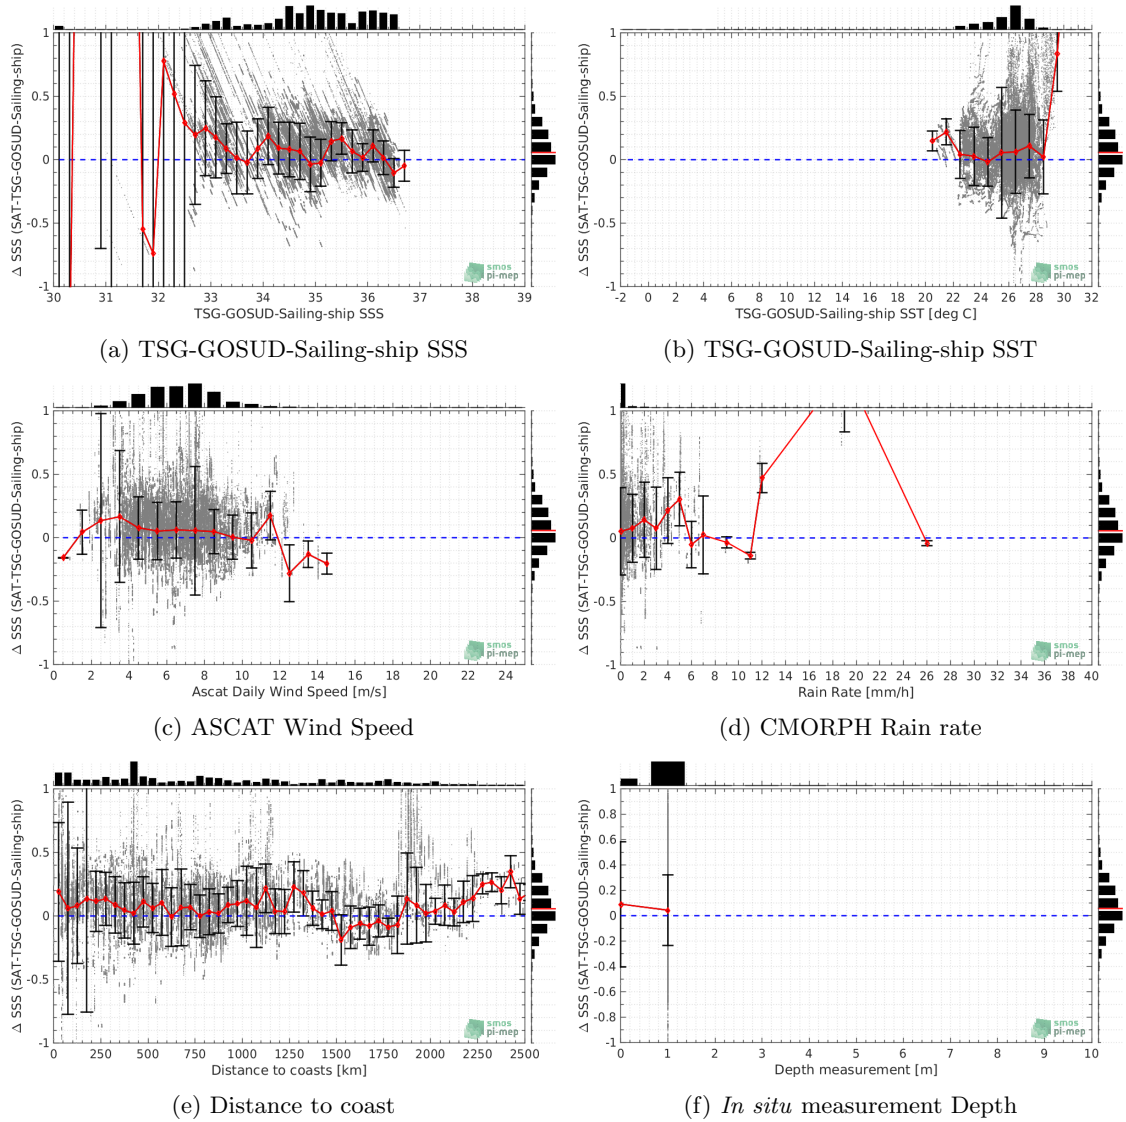 Δ SSS (SAT-TSG-GOSUD-Sailing-ship)
1
0.5
0
-0.5
-1
30 31 32 33 34 35 36 37 38 39
TSG-GOSUD-Sailing-ship SSS
smos
pi-mep
(a) TSG-GOSUD-Sailing-ship SSS
Δ SSS (SAT-TSG-GOSUD-Sailing-ship)
1
0.5
0
-0.5
-1
-2 0 2 4 6 8 10 12 14 16 18 20 22 24 26 28 30 32
TSG-GOSUD-Sailing-ship SST [deg C]
smos
pi-mep
(b) TSG-GOSUD-Sailing-ship SST
Δ SSS (SAT-TSG-GOSUD-Sailing-ship)
1
0.5
0
-0.5
-1
0 2 4 6 8 10 12 14 16 18 20 22 24
Ascat Daily Wind Speed [m/s]
smos
pi-mep
(c) ASCAT Wind Speed
Δ SSS (SAT-TSG-GOSUD-Sailing-ship)
1
0.5
0
-0.5
-1
0 2 4 6 8 10 12 14 16 18 20 22 24 26 28 30 32 34 36 38 40
Rain Rate [mm/h]
smos
pi-mep
(d) CMORPH Rain rate
Δ SSS (SAT-TSG-GOSUD-Sailing-ship)
1
0.5
0
-0.5
-1
0 250 500 750 1000 1250 1500 1750 2000 2250 2500
Distance to coasts [km]
smos
pi-mep
(e) Distance to coast
Δ SSS (SAT-TSG-GOSUD-Sailing-ship)
1
0.8
0.6
0.4
0.2
0
-0.2
-0.4
-0.6
-0.8
-1
0 1 2 3 4 5 6 7 8 9 10
Depth measurement [m]
smos
pi-mep
(f) In situ measurement Depth